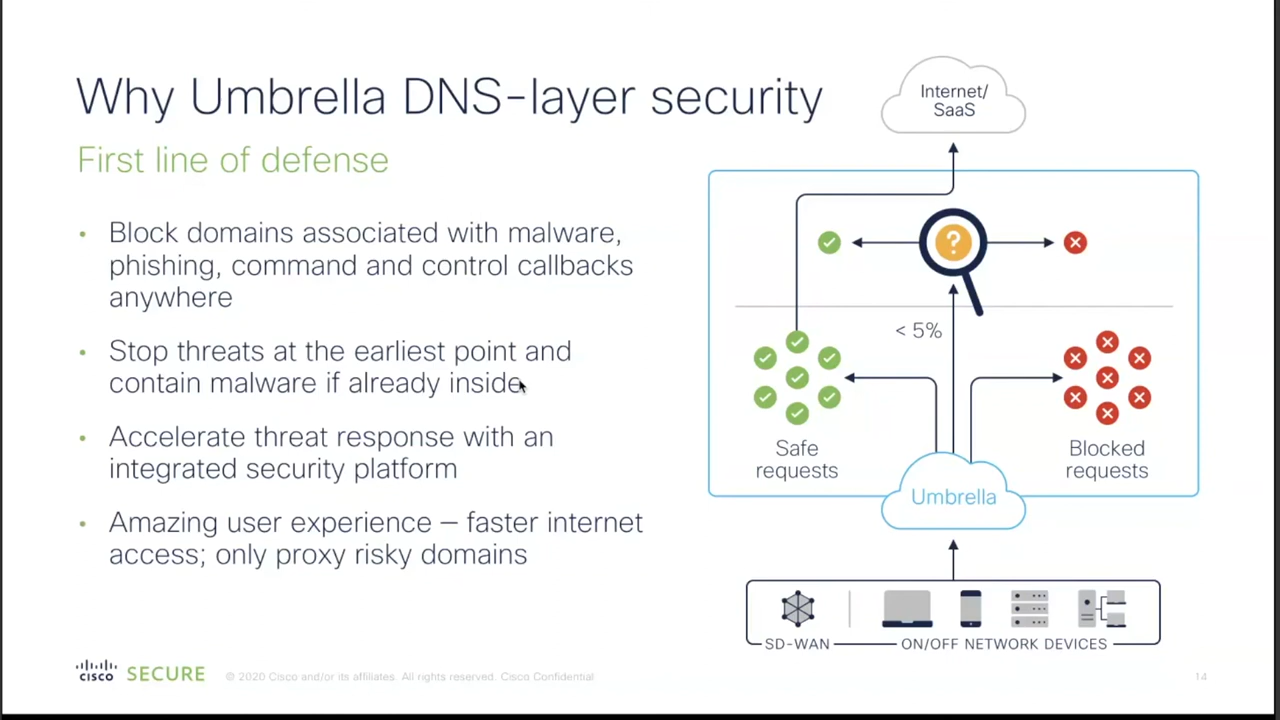 Why Umbrella DNS-layer security
First line of defense
• Block domains associated with malware,
phishing, command and control callbacks
anywhere
• Stop threats at the earliest point and
contain malware if already inside
• Accelerate threat response with an
integrated security platform
• Amazing user experience – faster internet
access; only proxy risky domains
Internet/
SaaS
?
< 5%
Safe
requests
Blocked
requests
Umbrella
SD-WAN
ON/OFF NETWORK DEVICES
CISCO SECURE
© 2020 Cisco and/or its affiliates. All rights reserved. Cisco Confidential
14